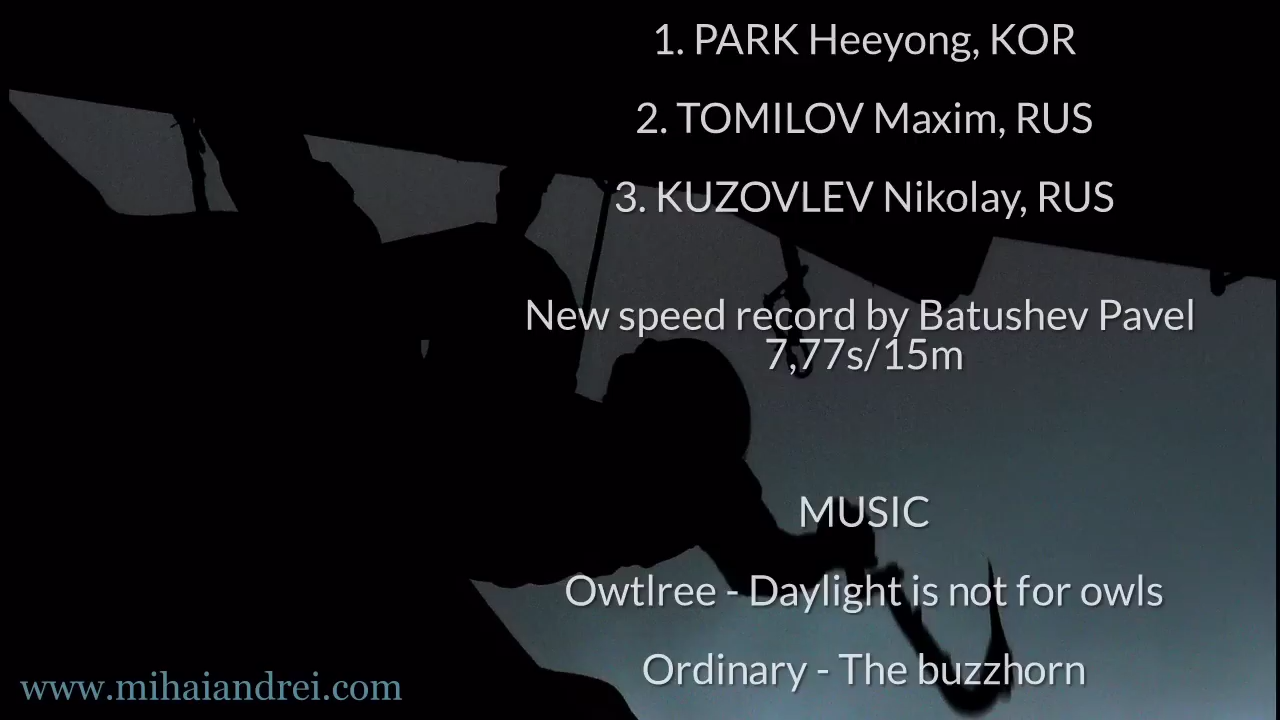 1. PARK Heeyong, KOR
2. TOMILOV Maxim, RUS
3. KUZOVLEV Nikolay, RUS
New speed record by Batushev Pavel
7,77s/15m
MUSIC
Owtlree - Daylight is not for owls
Ordinary - The buzzhorn
www.mihaiandrei.com